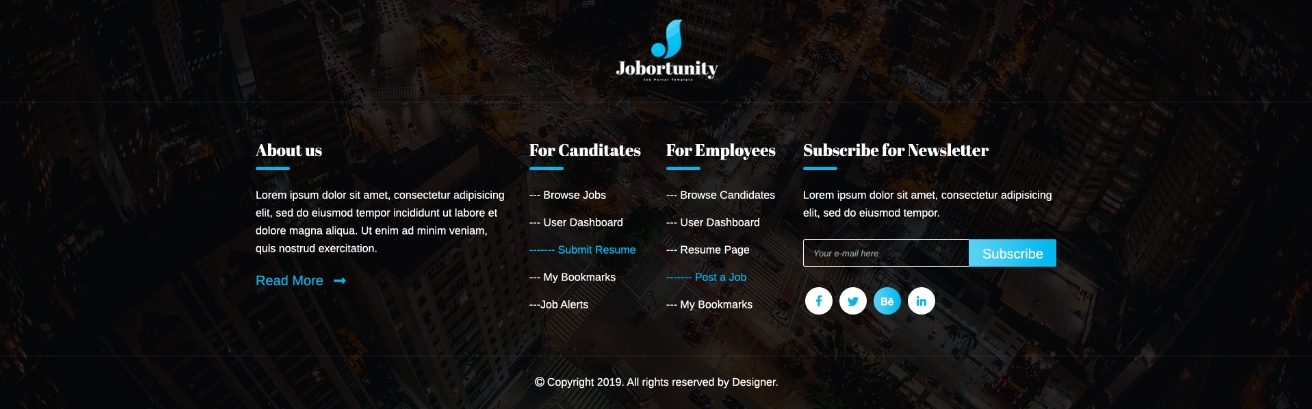 Jobortunity
Job Portal Template
About us
Lorem ipsum dolor sit amet, consectetur adipisicing
elit, sed do eiusmod tempor incididunt ut labore et
dolore magna aliqua. Ut enim ad minim veniam,
quis nostrud exercitation.
Read More
For Canditates
--- Browse Jobs
--- User Dashboard
------- Submit Resume
--- My Bookmarks
---Job Alerts
For Employees
--- Browse Candidates
--- User Dashboard
--- Resume Page
------- Post a Job
--- My Bookmarks
Subscribe for Newsletter
Lorem ipsum dolor sit amet, consectetur adipisicing
elit, sed do eiusmod tempor.
Your e-mail here
Subscribe
f
Bē
in
© Copyright 2019. All rights reserved by Designer.